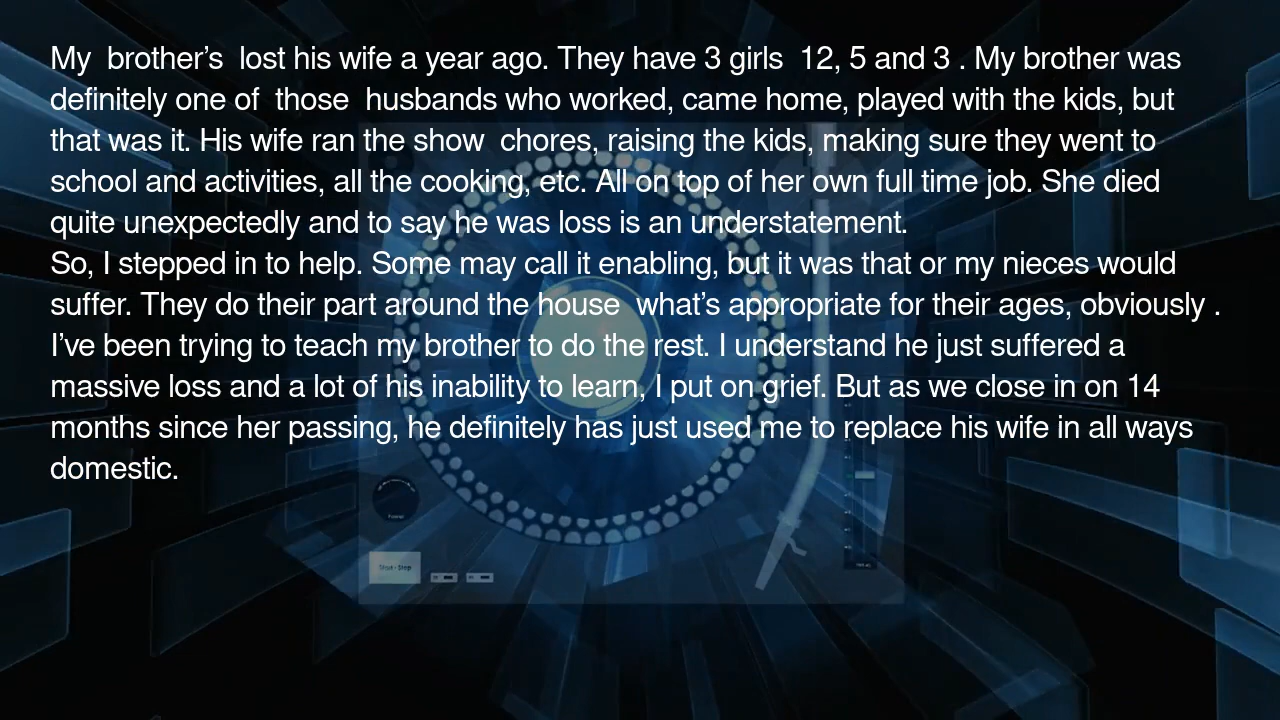 My  brother’s  lost his wife a year ago. They have 3 girls  12, 5 and 3 . My brother was
definitely one of  those  husbands who worked, came home, played with the kids, but
that was it. His wife ran the show  chores, raising the kids, making sure they went to
school and activities, all the cooking, etc. All on top of her own full time job. She died
quite unexpectedly and to say he was loss is an understatement.
So, I stepped in to help. Some may call it enabling, but it was that or my nieces would
suffer. They do their part around the house  what’s appropriate for their ages, obviously .
I’ve been trying to teach my brother to do the rest. I understand he just suffered a
massive loss and a lot of his inability to learn, I put on grief. But as we close in on 14
months since her passing, he definitely has just used me to replace his wife in all ways
domestic.